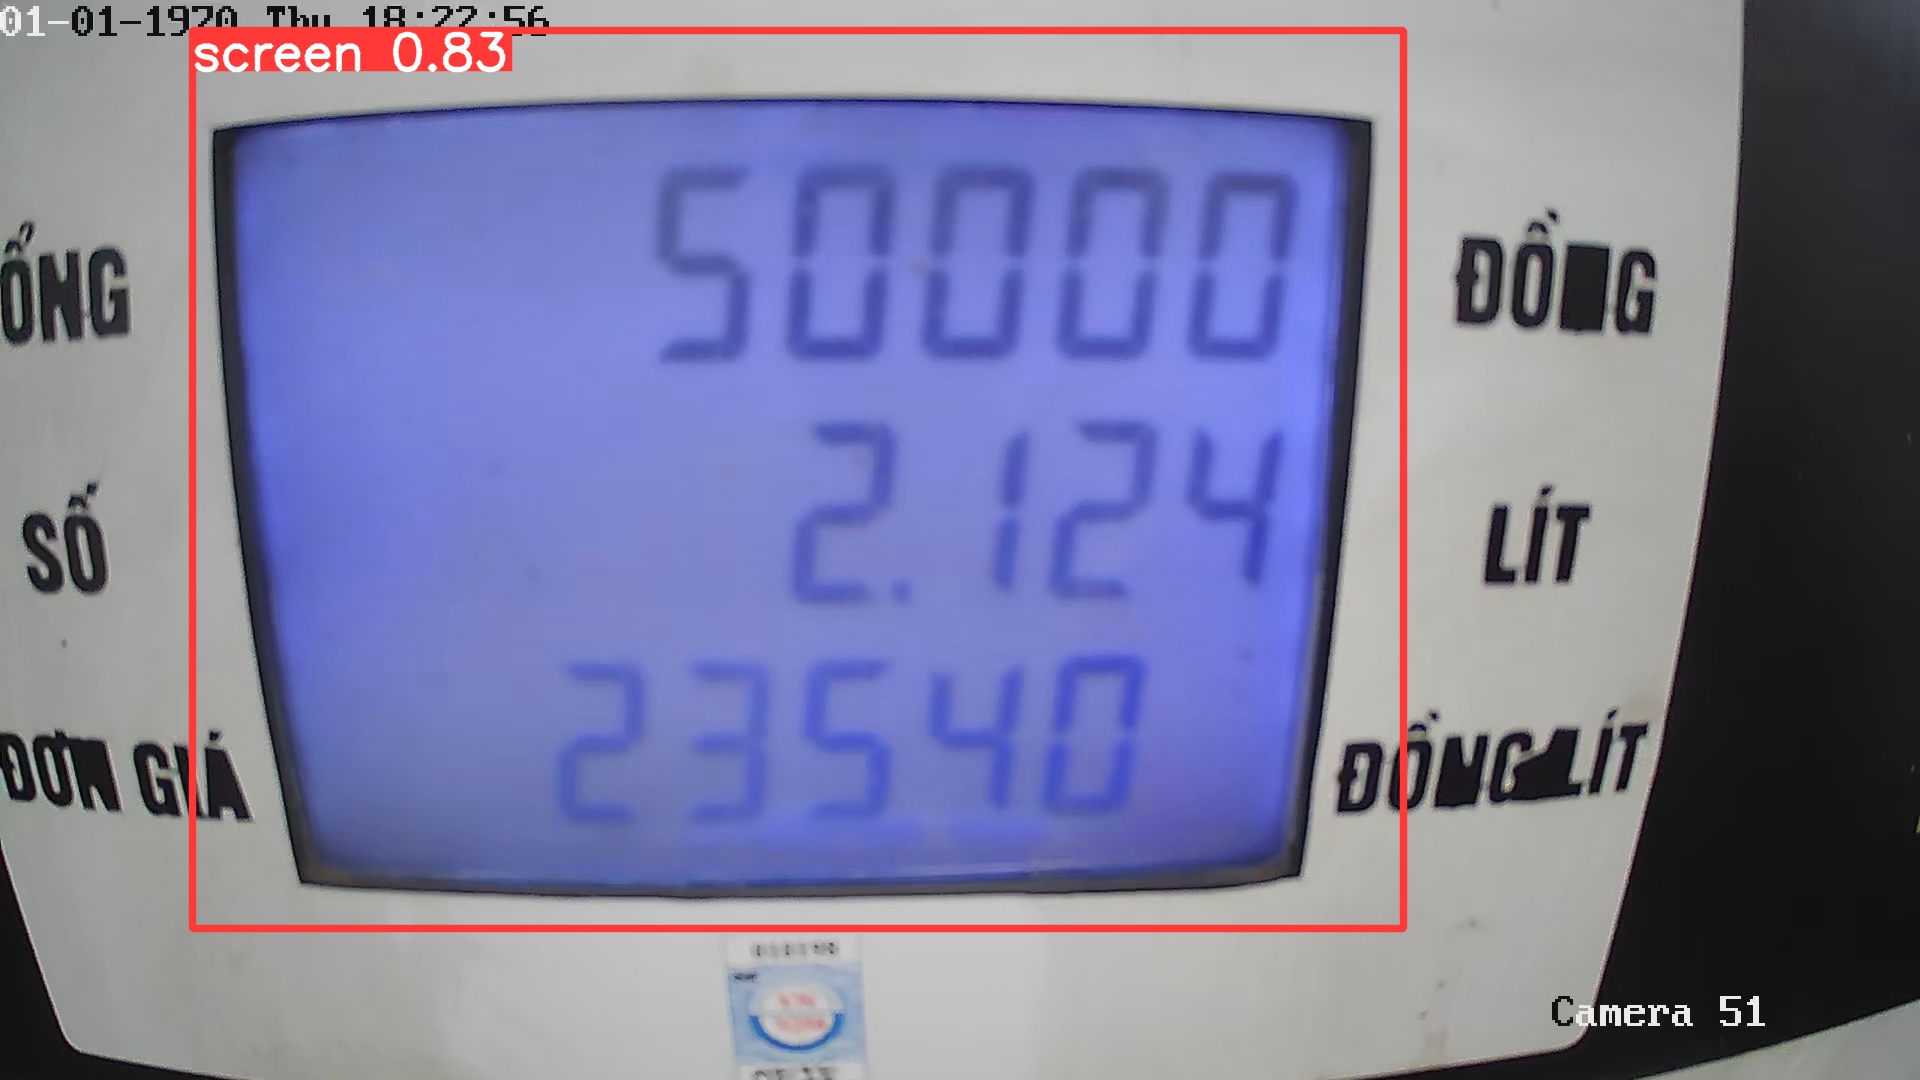 01-01-1970 Thu 18:22:56
screen 0.83
50000
ĐỒNG
2.124
SỐ
LÍT
23540
ĐƠN GIÁ
ĐỒNG/LÍT
Camera 51